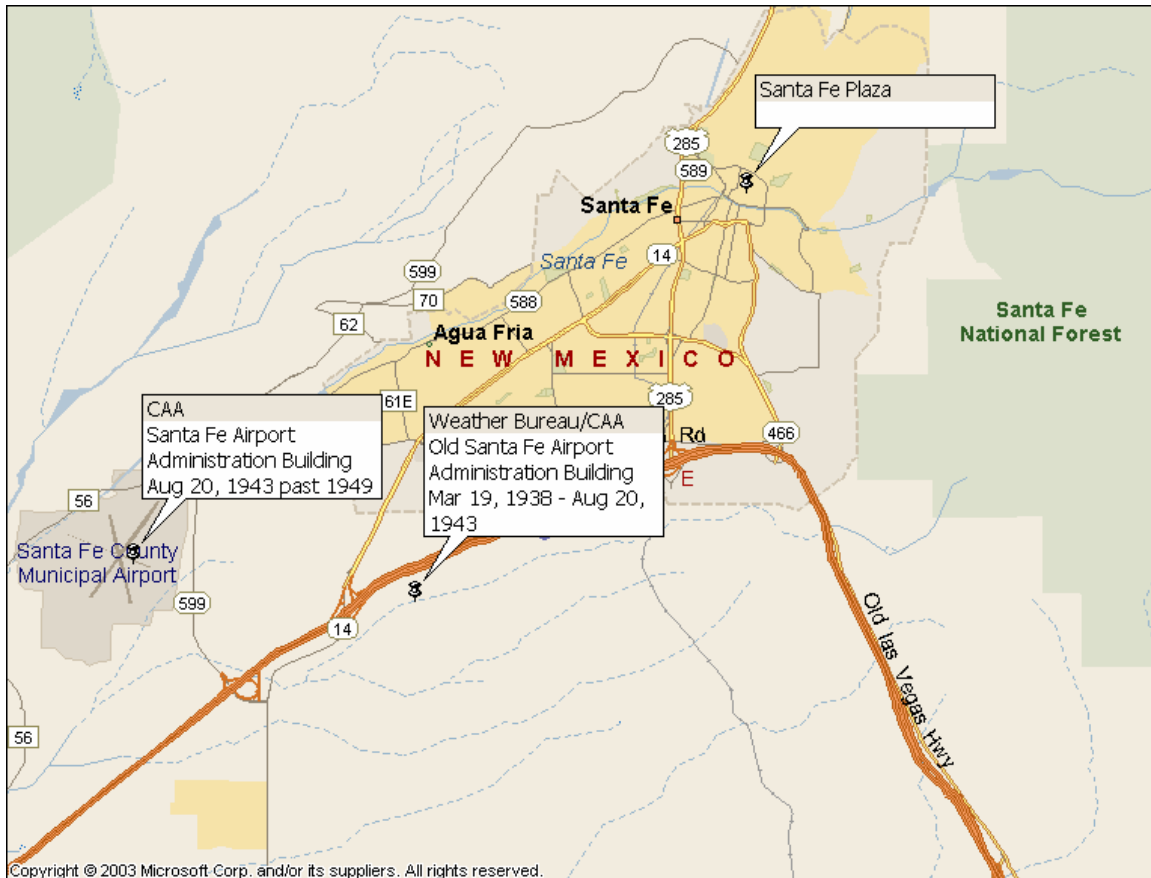 Santa Fe Plaza
285
589
Santa Fe
14
Santa Fe
599
70
588
62
Agua Fria
Santa Fe
National Forest
NEW MEXICO
285
61E
CAA
Santa Fe Airport
Administration Building
Aug 20, 1943 past 1949
Weather Bureau/CAA
Old Santa Fe Airport
Administration Building
Mar 19, 1938 - Aug 20,
1943
Rd
466
E
56
Santa Fe County
Municipal Airport
599
14
Old las Vegas Hwy
56
Copyright © 2003 Microsoft Corp. and/or its suppliers. All rights reserved.